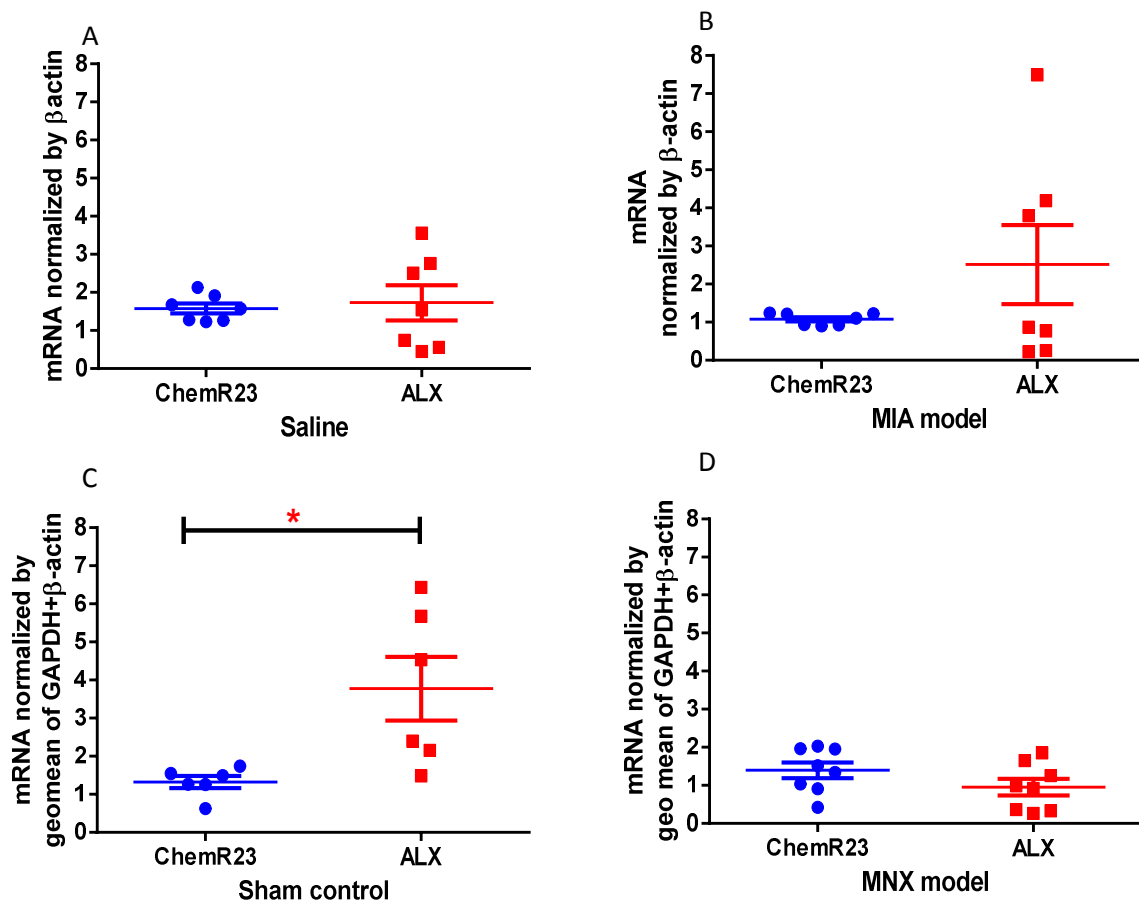 A
mRNA normalized by βactin
8
7
6
5
4
3
2
1
0
ChemR23
ALX
Saline
B
mRNA
normalized by β-actin
8
7
6
5
4
3
2
1
0
ChemR23
ALX
MIA model
C
mRNA normalized by
geomean of GAPDH+β-actin
8
7
6
5
4
3
2
1
0
*
ChemR23
ALX
Sham control
D
mRNA normalized by
geo mean of GAPDH+β-actin
8
7
6
5
4
3
2
1
0
ChemR23
ALX
MNX model